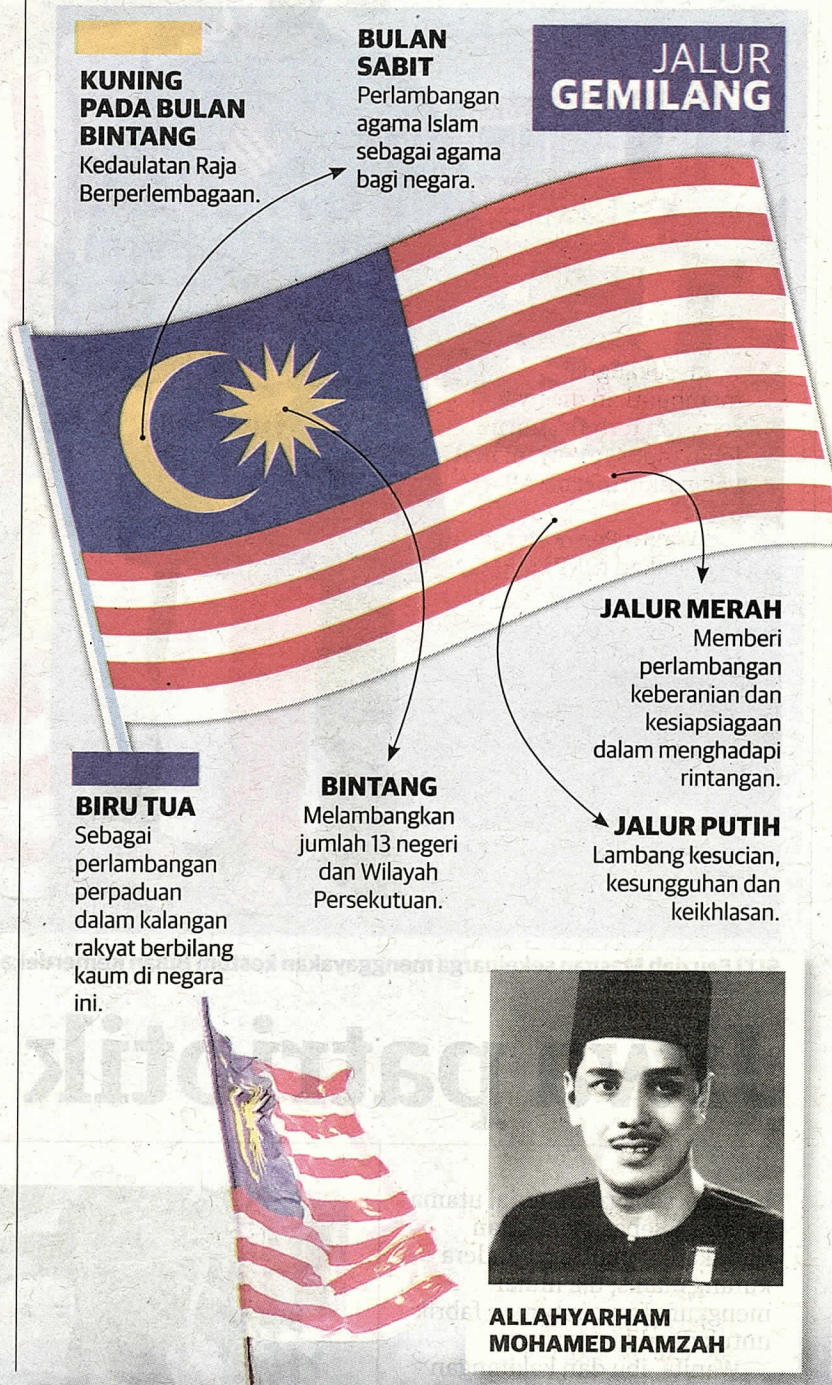 KUNING
PADA BULAN
BINTANG
Kedaulatan Raja
Berperlembagaan.
BULAN
SABIT
Perlambangan
agama Islam
sebagai agama
bagi negara.
JALUR
GEMILANG
JALUR MERAH
Memberi
perlambangan
keberanian dan
kesiapsiagaan
dalam menghadapi
rintangan.
BIRU TUA
Sebagai
perlambangan
perpaduan
dalam kalangan
rakyat berbilang
kaum di negara
ini.
BINTANG
Melambangkan
jumlah 13 negeri
dan Wilayah
Persekutuan.
JALUR PUTIH
Lambang kesucian,
kesungguhan dan
keikhlasan.
ALLAHYARHAM
MOHAMED HAMZAH